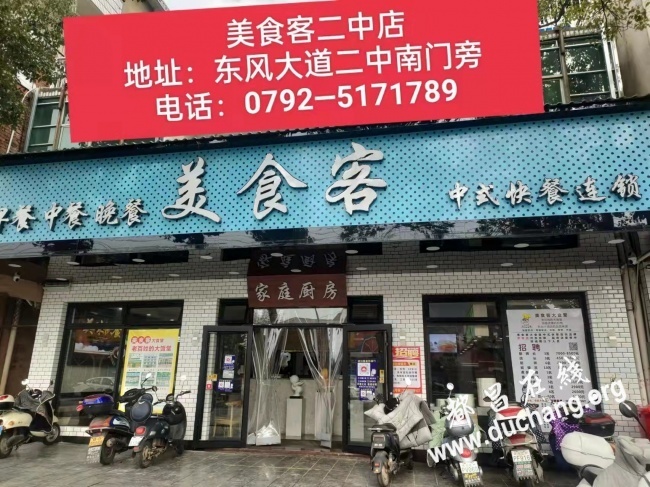 美食客二中店
地址：东风大道二中南门旁
电话：0792—5171789
早餐 中餐 晚餐
美食客
中式快餐连锁
家庭厨房
招聘
招聘
都昌在线
www.duchang.org